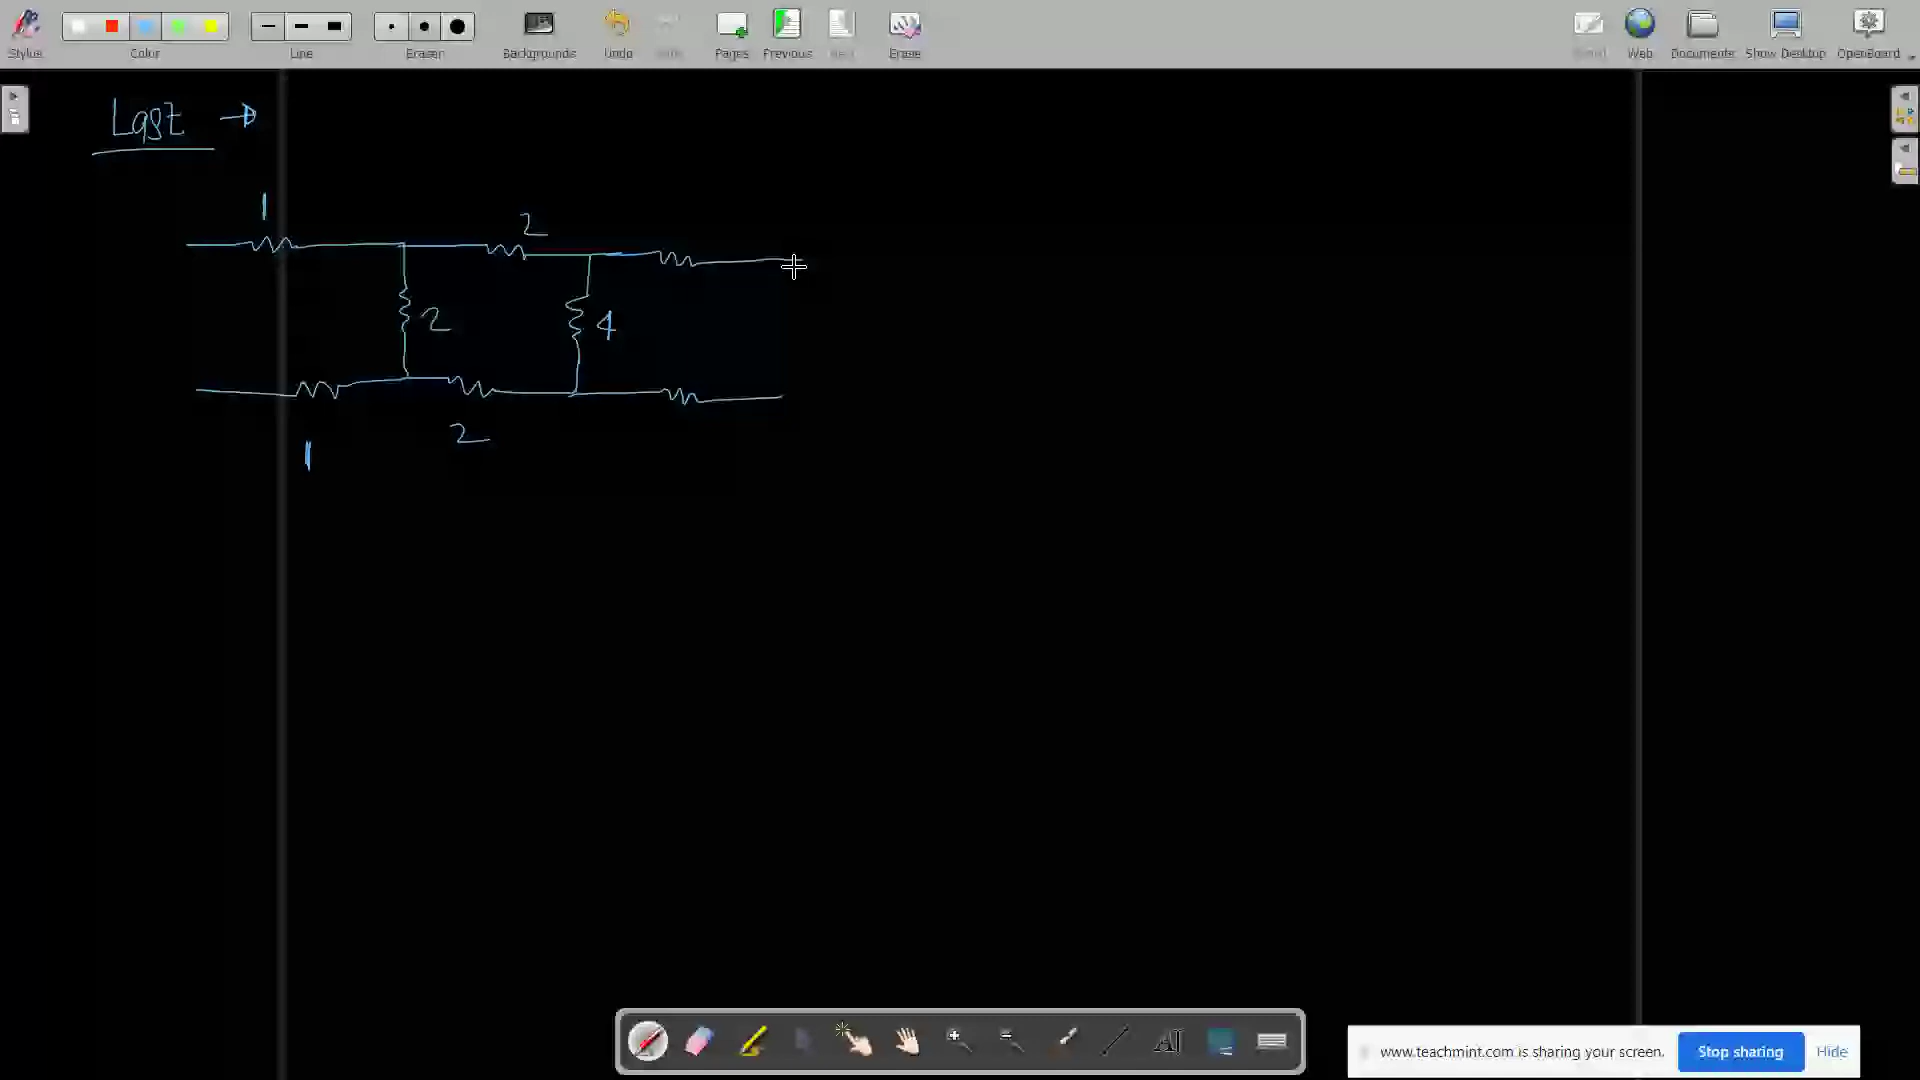 Stylus
Color
Line
Eraser
Backgrounds
Undo
Pages
Previous
Erase
Web
Documents
Show Desktop
OpenBoard
Last →
1
2
2
4
2
1
www.teachmint.com is sharing your screen.
Stop sharing
Hide